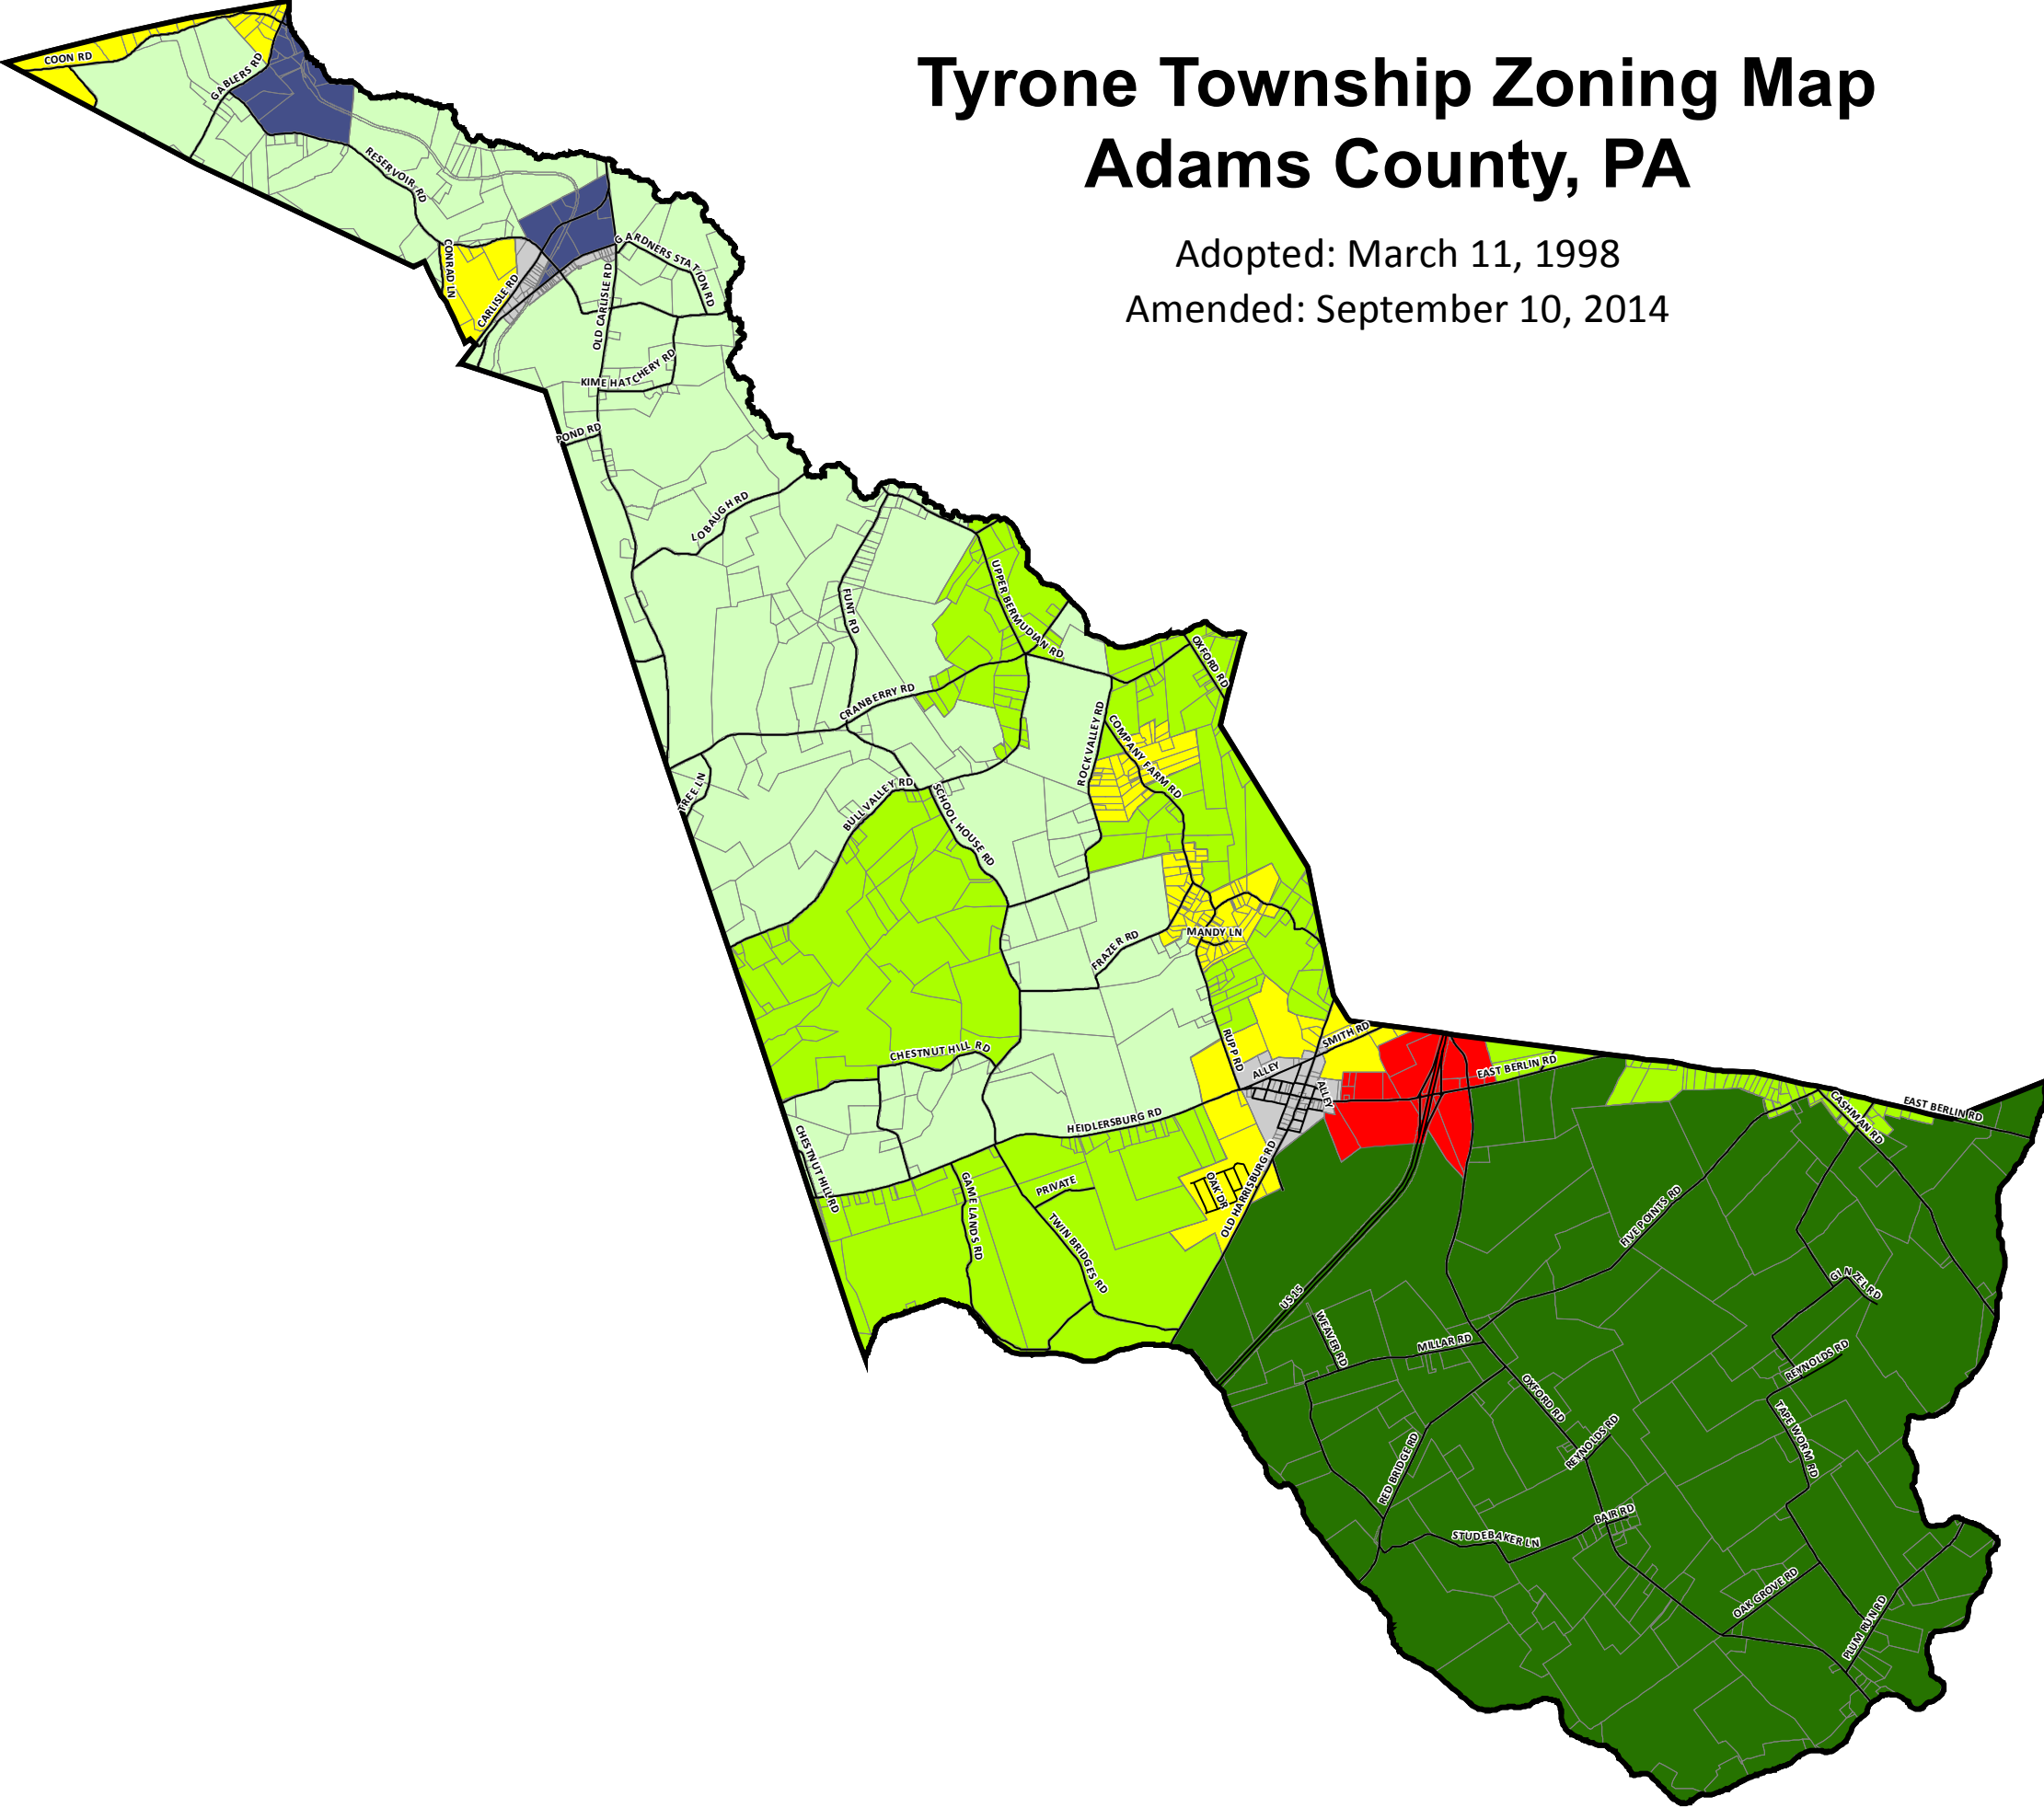 Tyrone Township Zoning Map
Adams County, PA
Adopted: March 11, 1998
Amended: September 10, 2014
COON RD
GABLERS RD
RESERVOIR RD
CONRAD LN
CARLISLE RD
OLD CARLISLE RD
GARDNERS STATION RD
KIME HATCHERY RD
POND RD
LOBAUGH RD
FUNT RD
UPPER BERMUDIAN RD
OXFORD RD
CRANBERRY RD
ROCK VALLEY RD
COMPANY FARM RD
TREE LN
BULL VALLEY RD
SCHOOL HOUSE RD
FRAZER RD
MANDY LN
CHESTNUT HILL RD
RUPP RD
SMITH RD
ALLEY
ALLEY
EAST BERLIN RD
EAST BERLIN RD
CASHMAN RD
HEIDLERSBURG RD
CHESTNUT HILL RD
GAME LANDS RD
PRIVATE
TWIN BRIDGES RD
OAK DR
OLD HARRISBURG RD
FIVE POINTS RD
US 15
GINZEL RD
WEAVER RD
MILLAR RD
REYNOLDS RD
OXFORD RD
TAPE WORM RD
REYNOLDS RD
RED BRIDGE RD
BAIR RD
STUDEBAKER LN
OAK GROVE RD
PLUM RUN RD